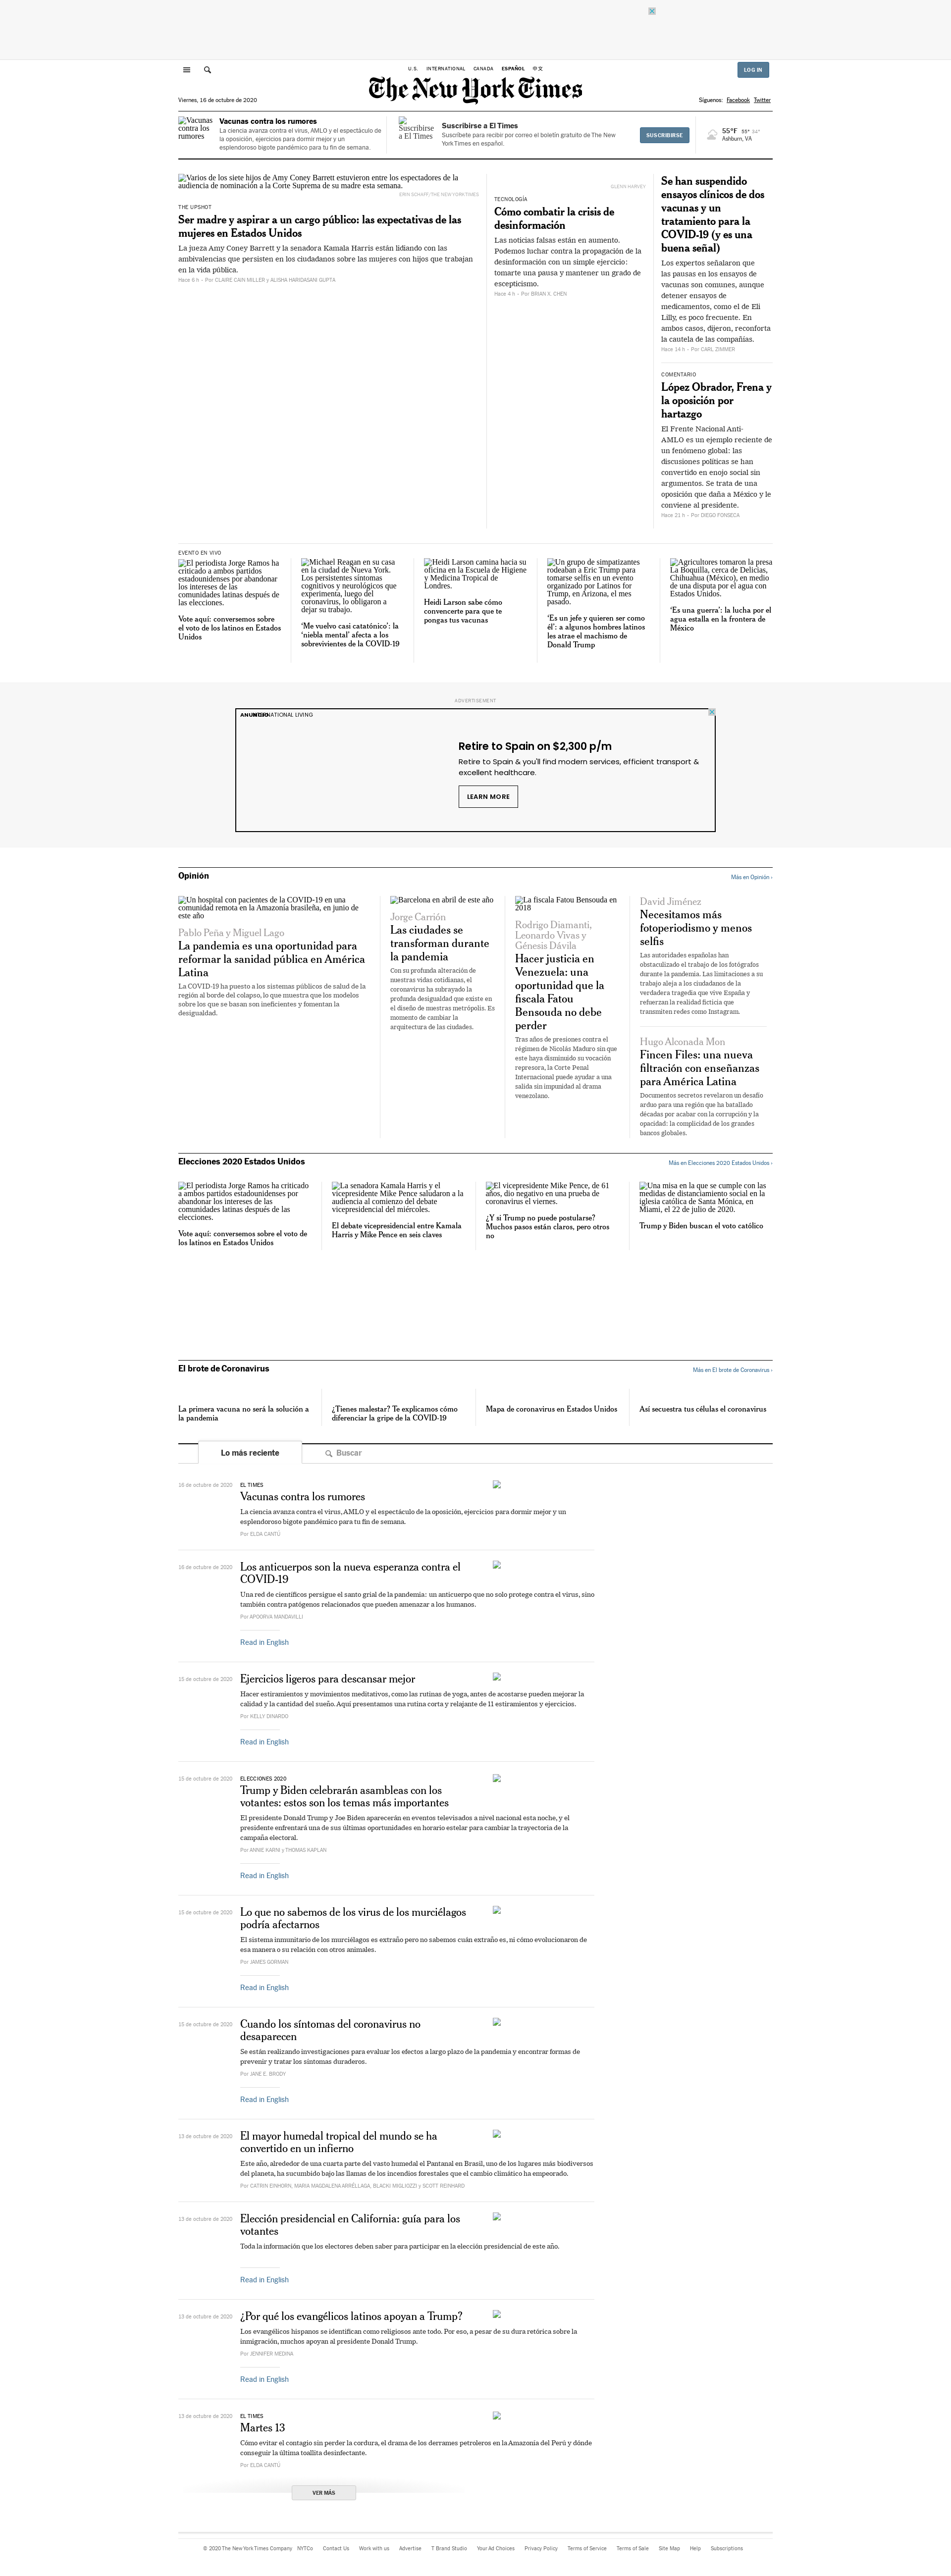 U.S. INTERNATIONAL CANADA ESPAÑOL 中文
LOG IN
The New York Times
Viernes, 16 de octubre de 2020
Síguenos: Facebook Twitter
Vacunas contra los rumores
Vacunas contra los rumores
La ciencia avanza contra el virus, AMLO y el espectáculo de
la oposición, ejercicios para dormir mejor y un
esplendoroso bigote pandémico para tu fin de semana.
Suscribirse a El Times
Suscribirse a El Times
Suscríbete para recibir por correo el boletín gratuito de The New
York Times en español.
SUSCRIBIRSE
55°F 55° 54°
Ashburn, VA
Varios de los siete hijos de Amy Coney Barrett estuvieron entre los espectadores de la
audiencia de nominación a la Corte Suprema de su madre esta semana.
ERIN SCHAFF/THE NEW YORK TIMES
THE UPSHOT
Ser madre y aspirar a un cargo público: las expectativas de las
mujeres en Estados Unidos
La jueza Amy Coney Barrett y la senadora Kamala Harris están lidiando con las
ambivalencias que persisten en los ciudadanos sobre las mujeres con hijos que trabajan
en la vida pública.
Hace 6 h - Por CLAIRE CAIN MILLER y ALISHA HARIDASANI GUPTA
GLENN HARVEY
TECNOLOGÍA
Cómo combatir la crisis de
desinformación
Las noticias falsas están en aumento.
Podemos luchar contra la propagación de la
desinformación con un simple ejercicio:
tomarte una pausa y mantener un grado de
escepticismo.
Hace 4 h - Por BRIAN X. CHEN
Se han suspendido
ensayos clínicos de dos
vacunas y un
tratamiento para la
COVID-19 (y es una
buena señal)
Los expertos señalaron que
las pausas en los ensayos de
vacunas son comunes, aunque
detener ensayos de
medicamentos, como el de Eli
Lilly, es poco frecuente. En
ambos casos, dijeron, reconforta
la cautela de las compañías.
Hace 14 h - Por CARL ZIMMER
COMENTARIO
López Obrador, Frena y
la oposición por
hartazgo
El Frente Nacional Anti-
AMLO es un ejemplo reciente de
un fenómeno global: las
discusiones políticas se han
convertido en enojo social sin
argumentos. Se trata de una
oposición que daña a México y le
conviene al presidente.
Hace 21 h - Por DIEGO FONSECA
EVENTO EN VIVO
El periodista Jorge Ramos ha
criticado a ambos partidos
estadounidenses por abandonar
los intereses de las
comunidades latinas después de
las elecciones.
Vote aquí: conversemos sobre
el voto de los latinos en Estados
Unidos
Michael Reagan en su casa
en la ciudad de Nueva York.
Los persistentes síntomas
cognitivos y neurológicos que
experimenta, luego del
coronavirus, lo obligaron a
dejar su trabajo.
‘Me vuelvo casi catatónico’: la
‘niebla mental’ afecta a los
sobrevivientes de la COVID-19
Heidi Larson camina hacia su
oficina en la Escuela de Higiene
y Medicina Tropical de
Londres.
Heidi Larson sabe cómo
convencerte para que te
pongas tus vacunas
Un grupo de simpatizantes
rodeaban a Eric Trump para
tomarse selfis en un evento
organizado por Latinos for
Trump, en Arizona, el mes
pasado.
‘Es un jefe y quieren ser como
él’: a algunos hombres latinos
les atrae el machismo de
Donald Trump
Agricultores tomaron la presa
La Boquilla, cerca de Delicias,
Chihuahua (México), en medio
de una disputa por el agua con
Estados Unidos.
‘Es una guerra’: la lucha por el
agua estalla en la frontera de
México
ADVERTISEMENT
ANUNCIO INTERNATIONAL LIVING
Retire to Spain on $2,300 p/m
Retire to Spain & you'll find modern services, efficient transport &
excellent healthcare.
LEARN MORE
Opinión
Más en Opinión ›
Un hospital con pacientes de la COVID-19 en una
comunidad remota en la Amazonía brasileña, en junio de
este año
Pablo Peña y Miguel Lago
La pandemia es una oportunidad para
reformar la sanidad pública en América
Latina
La COVID-19 ha puesto a los sistemas públicos de salud de la
región al borde del colapso, lo que muestra que los modelos
sobre los que se basan son ineficientes y fomentan la
desigualdad.
Barcelona en abril de este año
Jorge Carrión
Las ciudades se
transforman durante
la pandemia
Con su profunda alteración de
nuestras vidas cotidianas, el
coronavirus ha subrayado la
profunda desigualdad que existe en
el diseño de nuestras metrópolis. Es
momento de cambiar la
arquitectura de las ciudades.
La fiscala Fatou Bensouda en
2018
Rodrigo Diamanti,
Leonardo Vivas y
Génesis Dávila
Hacer justicia en
Venezuela: una
oportunidad que la
fiscala Fatou
Bensouda no debe
perder
Tras años de presiones contra el
régimen de Nicolás Maduro sin que
este haya disminuido su vocación
represora, la Corte Penal
Internacional puede ayudar a una
salida sin impunidad al drama
venezolano.
David Jiménez
Necesitamos más
fotoperiodismo y menos
selfis
Las autoridades españolas han
obstaculizado el trabajo de los fotógrafos
durante la pandemia. Las limitaciones a su
trabajo aleja a los ciudadanos de la
verdadera tragedia que vive España y
refuerzan la realidad ficticia que
transmiten redes como Instagram.
Hugo Alconada Mon
Fincen Files: una nueva
filtración con enseñanzas
para América Latina
Documentos secretos revelaron un desafío
arduo para una región que ha batallado
décadas por acabar con la corrupción y la
opacidad: la complicidad de los grandes
bancos globales.
Elecciones 2020 Estados Unidos
Más en Elecciones 2020 Estados Unidos ›
El periodista Jorge Ramos ha criticado
a ambos partidos estadounidenses por
abandonar los intereses de las
comunidades latinas después de las
elecciones.
Vote aquí: conversemos sobre el voto de
los latinos en Estados Unidos
La senadora Kamala Harris y el
vicepresidente Mike Pence saludaron a la
audiencia al comienzo del debate
vicepresidencial del miércoles.
El debate vicepresidencial entre Kamala
Harris y Mike Pence en seis claves
El vicepresidente Mike Pence, de 61
años, dio negativo en una prueba de
coronavirus el viernes.
¿Y si Trump no puede postularse?
Muchos pasos están claros, pero otros
no
Una misa en la que se cumple con las
medidas de distanciamiento social en la
iglesia católica de Santa Mónica, en
Miami, el 22 de julio de 2020.
Trump y Biden buscan el voto católico
El brote de Coronavirus
Más en El brote de Coronavirus ›
La primera vacuna no será la solución a
la pandemia
¿Tienes malestar? Te explicamos cómo
diferenciar la gripe de la COVID-19
Mapa de coronavirus en Estados Unidos
Así secuestra tus células el coronavirus
Lo más reciente
Buscar
16 de octubre de 2020
EL TIMES
Vacunas contra los rumores
La ciencia avanza contra el virus, AMLO y el espectáculo de la oposición, ejercicios para dormir mejor y un
esplendoroso bigote pandémico para tu fin de semana.
Por ELDA CANTÚ
16 de octubre de 2020
Los anticuerpos son la nueva esperanza contra el
COVID-19
Una red de científicos persigue el santo grial de la pandemia: un anticuerpo que no solo protege contra el virus, sino
también contra patógenos relacionados que pueden amenazar a los humanos.
Por APOORVA MANDAVILLI
Read in English
15 de octubre de 2020
Ejercicios ligeros para descansar mejor
Hacer estiramientos y movimientos meditativos, como las rutinas de yoga, antes de acostarse pueden mejorar la
calidad y la cantidad del sueño. Aquí presentamos una rutina corta y relajante de 11 estiramientos y ejercicios.
Por KELLY DINARDO
Read in English
15 de octubre de 2020
ELECCIONES 2020
Trump y Biden celebrarán asambleas con los
votantes: estos son los temas más importantes
El presidente Donald Trump y Joe Biden aparecerán en eventos televisados a nivel nacional esta noche, y el
presidente enfrentará una de sus últimas oportunidades en horario estelar para cambiar la trayectoria de la
campaña electoral.
Por ANNIE KARNI y THOMAS KAPLAN
Read in English
15 de octubre de 2020
Lo que no sabemos de los virus de los murciélagos
podría afectarnos
El sistema inmunitario de los murciélagos es extraño pero no sabemos cuán extraño es, ni cómo evolucionaron de
esa manera o su relación con otros animales.
Por JAMES GORMAN
Read in English
15 de octubre de 2020
Cuando los síntomas del coronavirus no
desaparecen
Se están realizando investigaciones para evaluar los efectos a largo plazo de la pandemia y encontrar formas de
prevenir y tratar los síntomas duraderos.
Por JANE E. BRODY
Read in English
13 de octubre de 2020
El mayor humedal tropical del mundo se ha
convertido en un infierno
Este año, alrededor de una cuarta parte del vasto humedal el Pantanal en Brasil, uno de los lugares más biodiversos
del planeta, ha sucumbido bajo las llamas de los incendios forestales que el cambio climático ha empeorado.
Por CATRIN EINHORN, MARIA MAGDALENA ARRÉLLAGA, BLACKI MIGLIOZZI y SCOTT REINHARD
13 de octubre de 2020
Elección presidencial en California: guía para los
votantes
Toda la información que los electores deben saber para participar en la elección presidencial de este año.
Read in English
13 de octubre de 2020
¿Por qué los evangélicos latinos apoyan a Trump?
Los evangélicos hispanos se identifican como religiosos ante todo. Por eso, a pesar de su dura retórica sobre la
inmigración, muchos apoyan al presidente Donald Trump.
Por JENNIFER MEDINA
Read in English
13 de octubre de 2020
EL TIMES
Martes 13
Cómo evitar el contagio sin perder la cordura, el drama de los derrames petroleros en la Amazonía del Perú y dónde
conseguir la última toallita desinfectante.
Por ELDA CANTÚ
VER MÁS
© 2020 The New York Times Company NYTCo Contact Us Work with us Advertise T Brand Studio Your Ad Choices Privacy Policy Terms of Service Terms of Sale Site Map Help Subscriptions